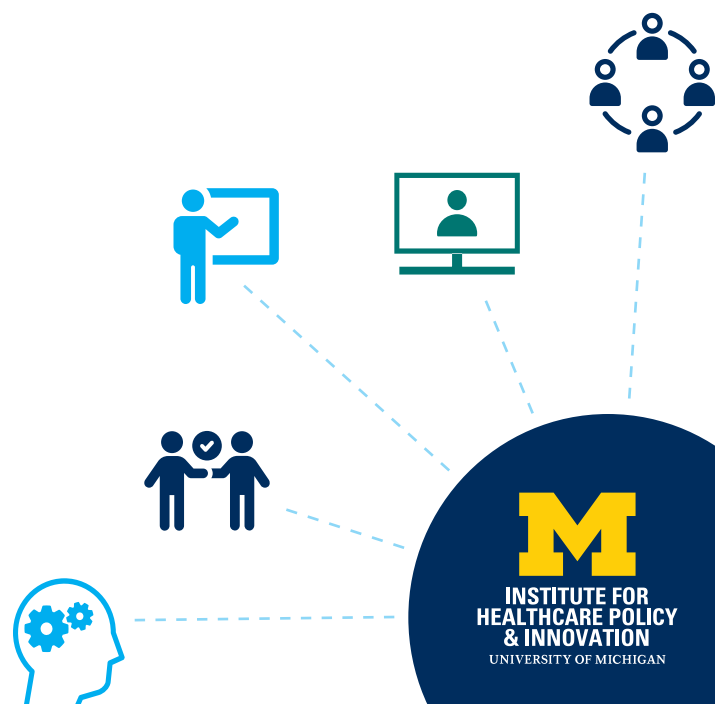 M
INSTITUTE FOR
HEALTHCARE POLICY
& INNOVATION
UNIVERSITY OF MICHIGAN